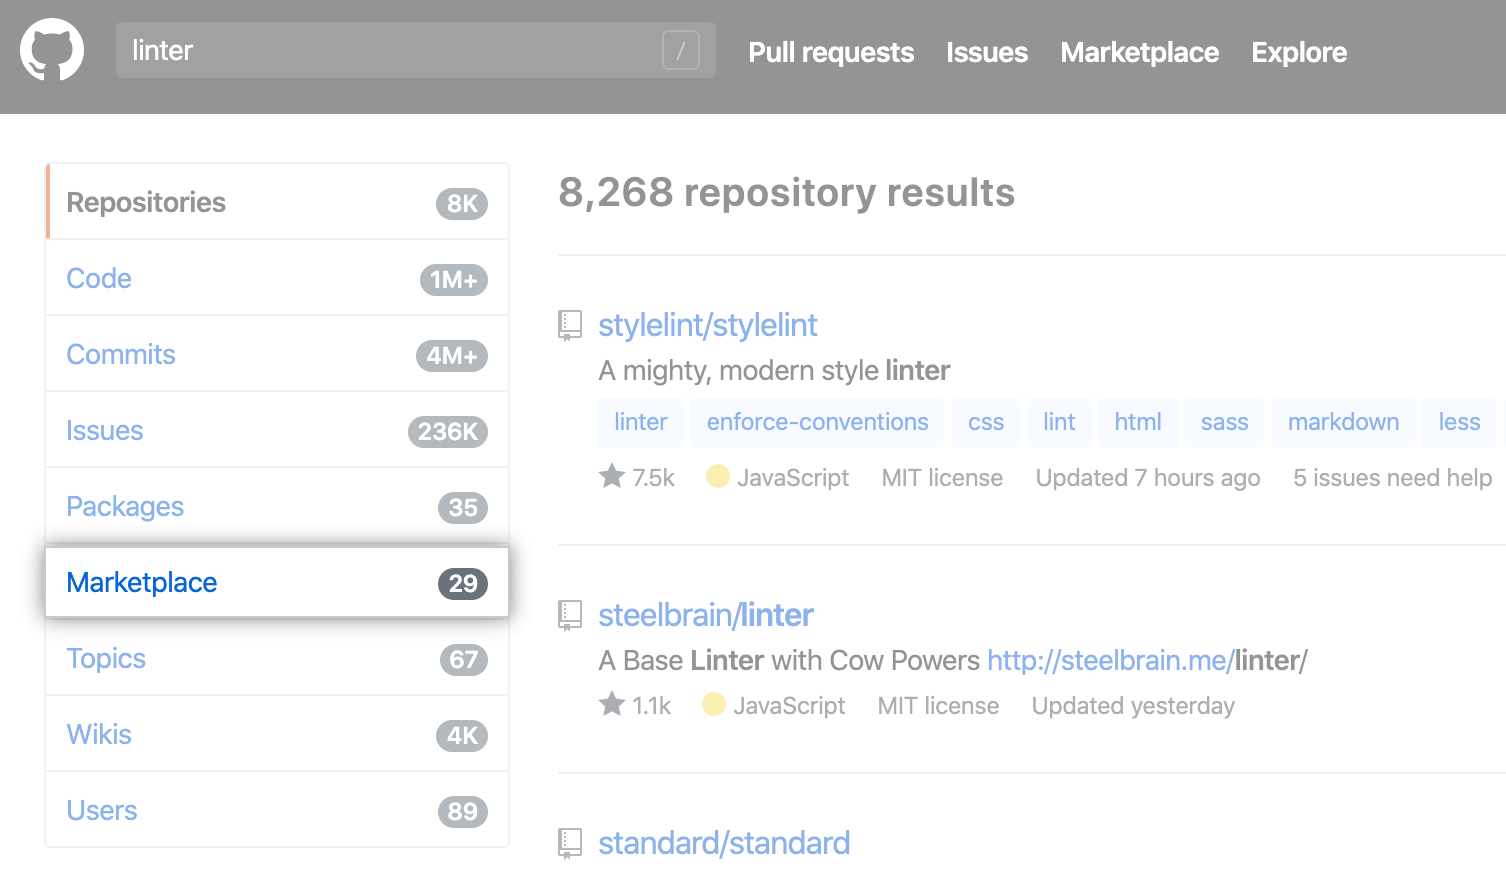 linter /
Pull requests Issues Marketplace Explore
Repositories 8K
Code 1M+
Commits 4M+
Issues 236K
Packages 35
Marketplace 29
Topics 67
Wikis 4K
Users 89
8,268 repository results
stylelint/stylelint
A mighty, modern style linter
linter enforce-conventions css lint html sass markdown less
7.5k JavaScript MIT license Updated 7 hours ago 5 issues need help
steelbrain/linter
A Base Linter with Cow Powers http://steelbrain.me/linter/
1.1k JavaScript MIT license Updated yesterday
standard/standard